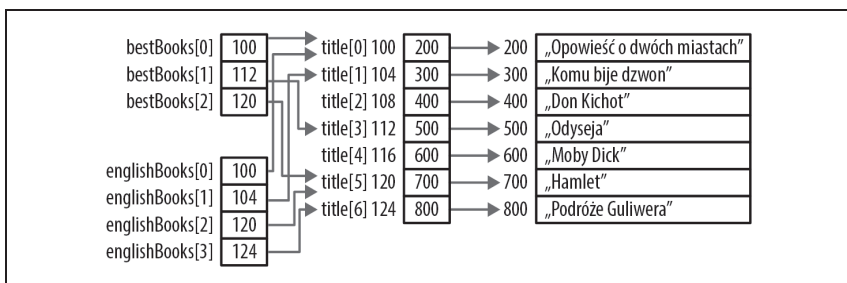 bestBooks[0] 100 title[0] 100 200 200 „Opowieść o dwóch miastach”
bestBooks[1] 112 title[1] 104 300 300 „Komu bije dzwon”
bestBooks[2] 120 title[2] 108 400 400 „Don Kichot”
title[3] 112 500 500 „Odyseja”
title[4] 116 600 600 „Moby Dick”
englishBooks[0] 100 title[5] 120 700 700 „Hamlet”
englishBooks[1] 104 title[6] 124 800 800 „Podróże Guliwera”
englishBooks[2] 120
englishBooks[3] 124